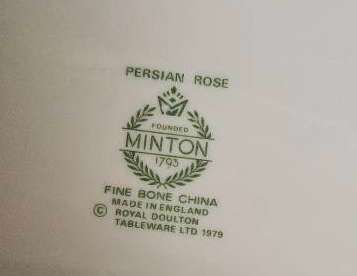 PERSIAN ROSE
FOUNDED
MINTON
1793
FINE BONE CHINA
MADE IN ENGLAND
© ROYAL DOULTON
TABLEWARE LTD 1979